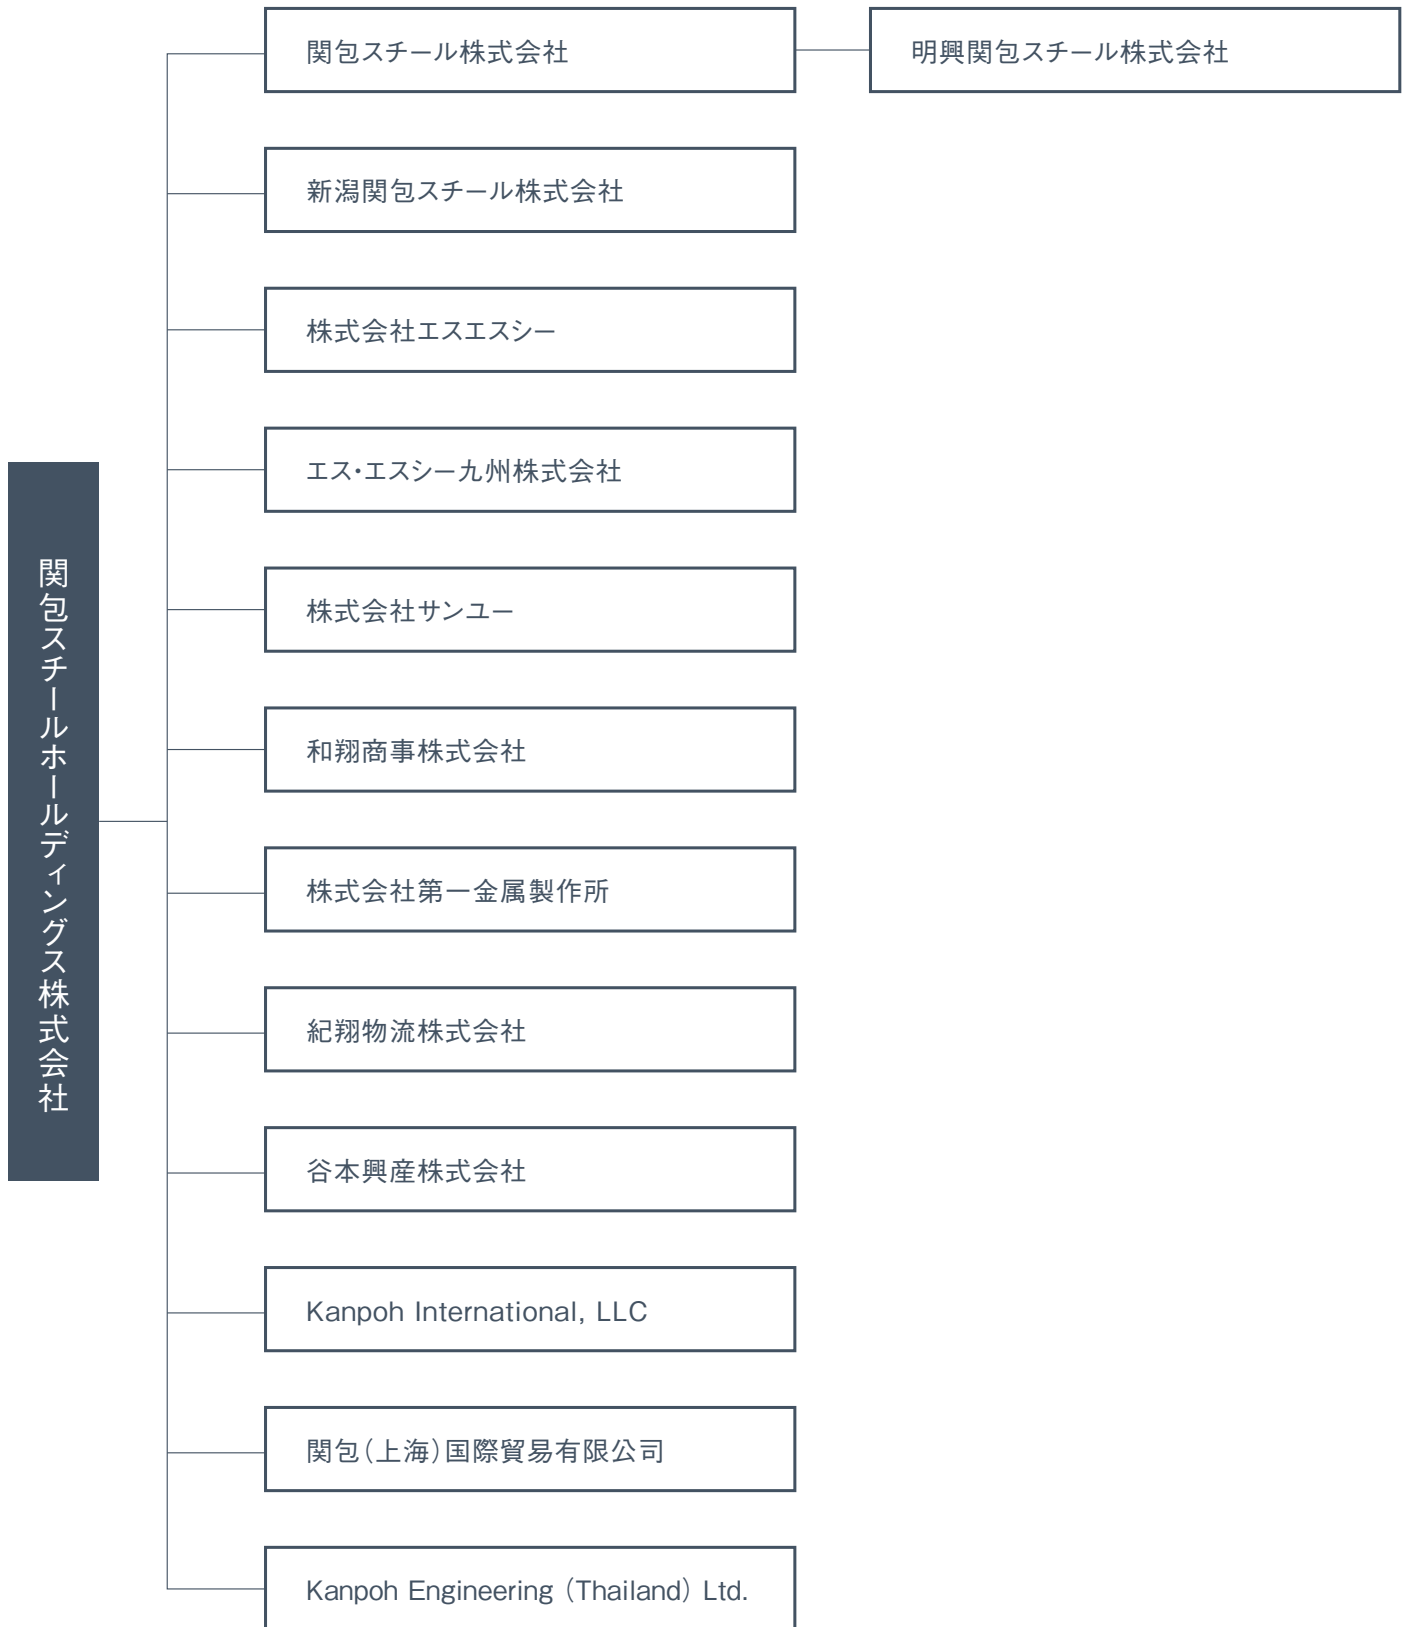 関包スチールホールディングス株式会社
関包スチール株式会社
明興関包スチール株式会社
新潟関包スチール株式会社
株式会社エスエスシー
エス・エスシー九州株式会社
株式会社サンユー
和翔商事株式会社
株式会社第一金属製作所
紀翔物流株式会社
谷本興産株式会社
Kanpoh International, LLC
関包（上海）国際貿易有限公司
Kanpoh Engineering（Thailand）Ltd.